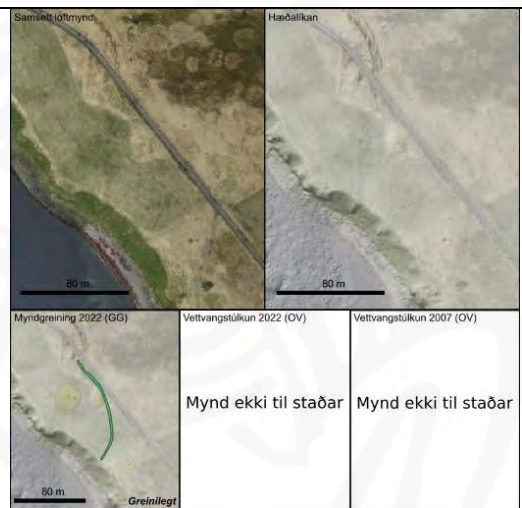 Samsett loftmynd
80 m
Hæðalíkan
80 m
Myndgreining 2022 (GG)
80 m
Greinilegt
Vettvangstúlkun 2022 (OV)
Mynd ekki til staðar
Vettvangstúlkun 2007 (OV)
Mynd ekki til staðar